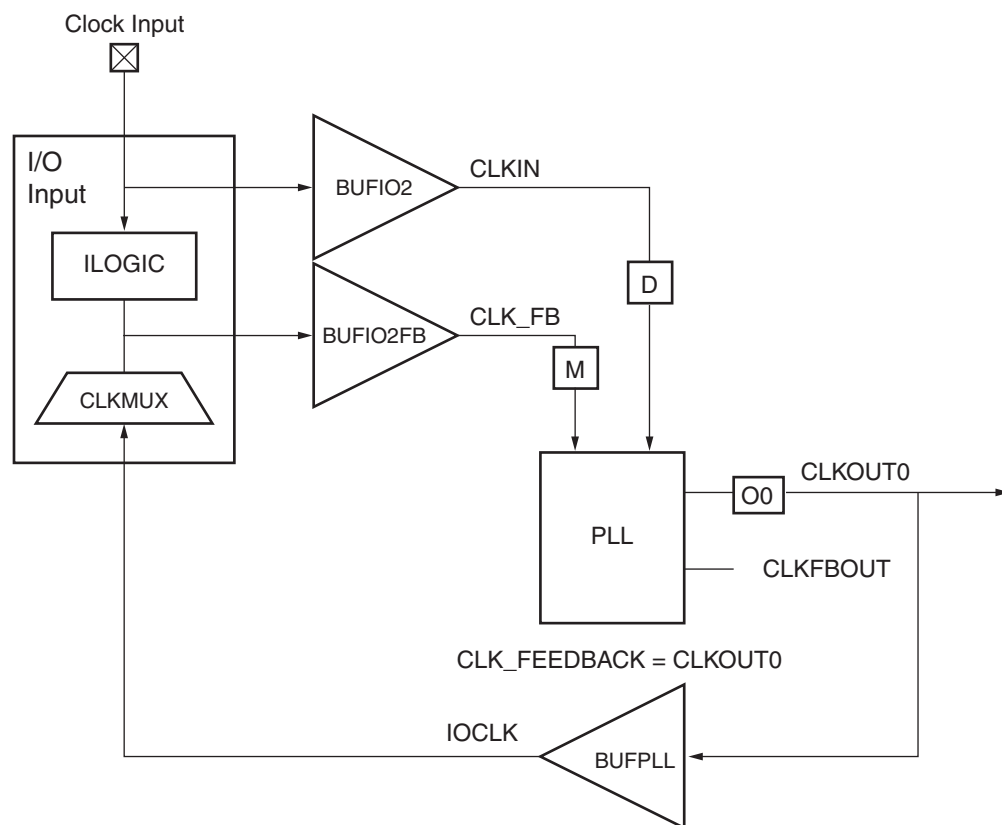 Clock Input
I/O
Input
BUFIO2
CLKIN
ILOGIC
D
BUFIO2FB
CLK_FB
M
CLKMUX
CLKOUT0
O0
PLL
CLKFBOUT
CLK_FEEDBACK = CLKOUT0
IOCLK
BUFPLL